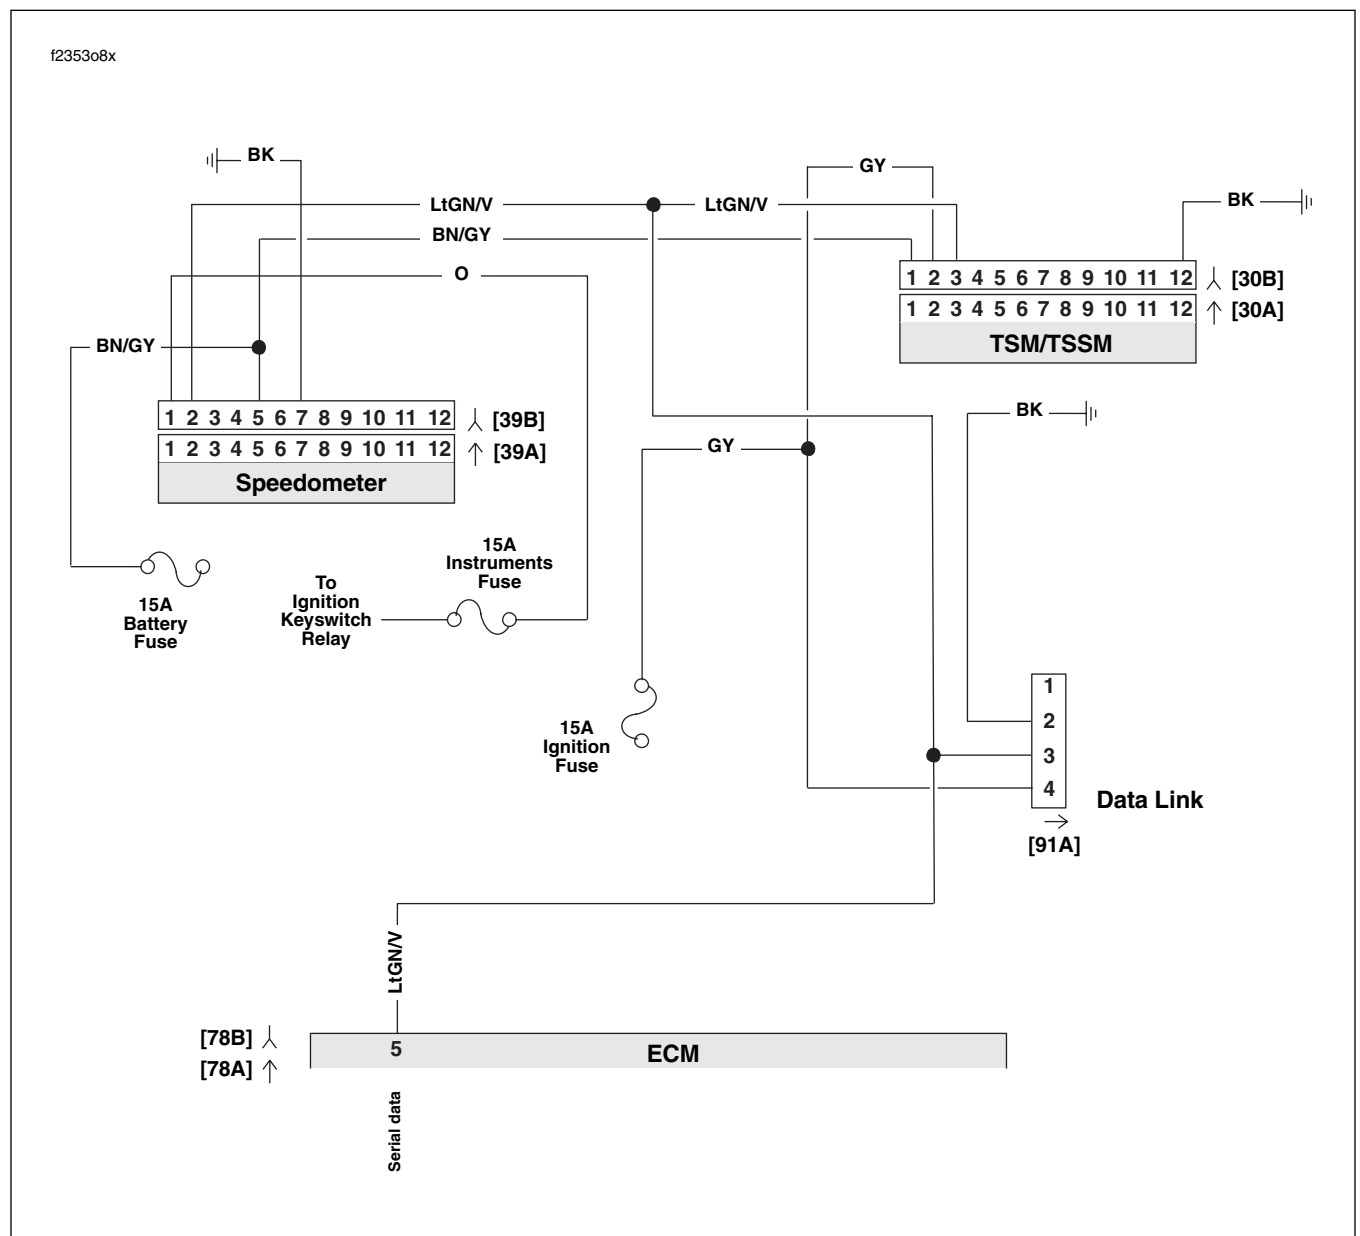 f2353o8x
BK
GY
LtGN/V
LtGN/V
BK
BN/GY
O
1 2 3 4 5 6 7 8 9 10 11 12 [30B]
1 2 3 4 5 6 7 8 9 10 11 12 [30A]
TSM/TSSM
BN/GY
1 2 3 4 5 6 7 8 9 10 11 12 [39B]
1 2 3 4 5 6 7 8 9 10 11 12 [39A]
Speedometer
BK
GY
15A
Battery
Fuse
To
Ignition
Keyswitch
Relay
15A
Instruments
Fuse
15A
Ignition
Fuse
1
2
3
4
Data Link
[91A]
LtGN/V
[78B]
[78A]
5
ECM
Serial data